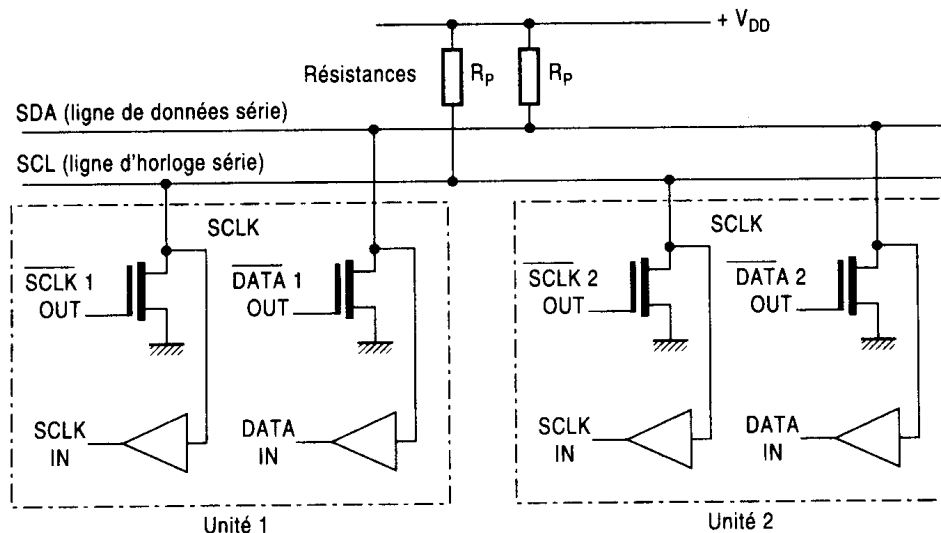 + V_DD
Résistances R_P R_P
SDA (ligne de données série)
SCL (ligne d'horloge série)
SCLK
SCLK 1
OUT
DATA 1
OUT
SCLK
IN
DATA
IN
Unité 1
SCLK
SCLK 2
OUT
DATA 2
OUT
SCLK
IN
DATA
IN
Unité 2